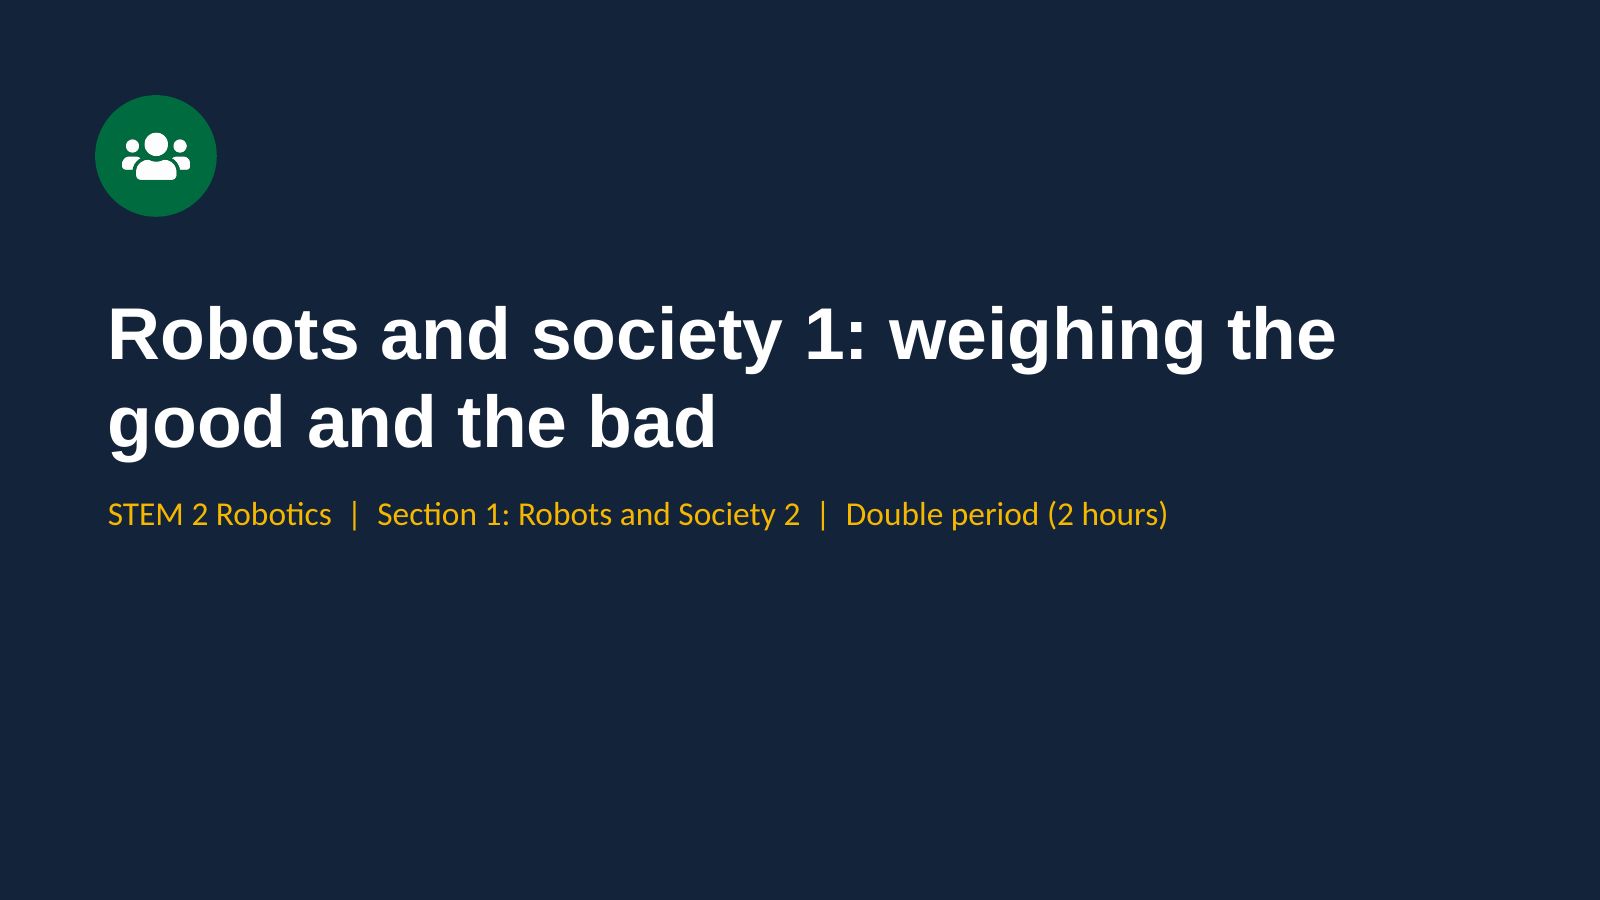 Robots and society 1: weighing the
good and the bad
STEM 2 Robotics | Section 1: Robots and Society 2 | Double period (2 hours)